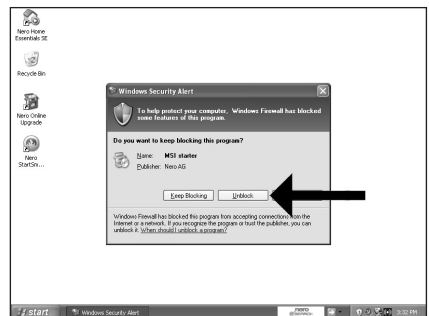 Nero Home
Essentials SE
Recycle Bin
Nero Online
Upgrade
Nero
StartSm...
Windows Security Alert
To help protect your computer, Windows Firewall has blocked
some features of this program.
Do you want to keep blocking this program?
Name: MSI starter
Publisher: Nero AG
Keep Blocking
Unblock
Windows Firewall has blocked this program from accepting connections from the
Internet or a network. If you recognize the program or trust the publisher, you can
unblock it. When should I unblock a program?
start
Windows Security Alert
nero
3:32 PM